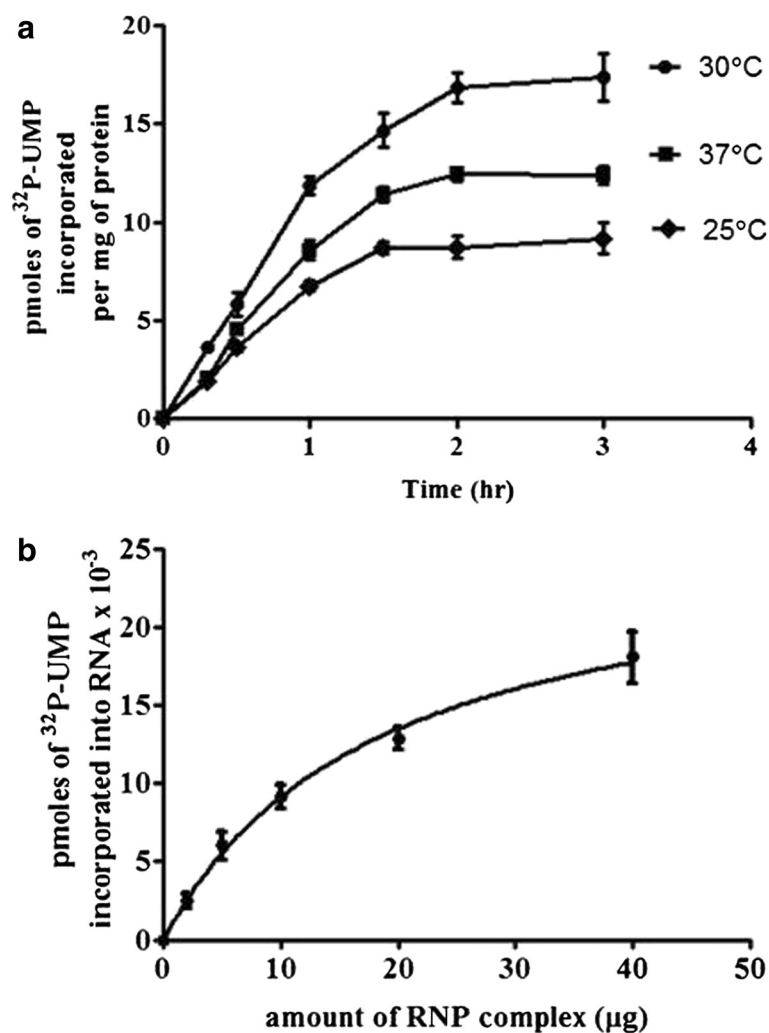 a
pmoles of ³²P-UMP
incorporated
per mg of protein
20
15
10
5
0
0 1 2 3 4
Time (hr)
30°C
37°C
25°C
b
pmoles of ³²P-UMP
incorporated into RNA x 10⁻³
25
20
15
10
5
0
0 10 20 30 40 50
amount of RNP complex (μg)